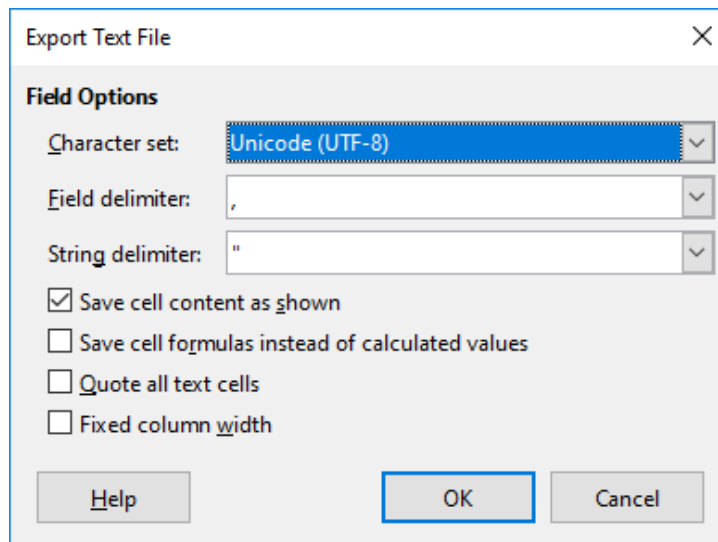 Export Text File
Field Options
Character set: Unicode (UTF-8)
Field delimiter: ,
String delimiter: "
Save cell content as shown
Save cell formulas instead of calculated values
Quote all text cells
Fixed column width
Help OK Cancel